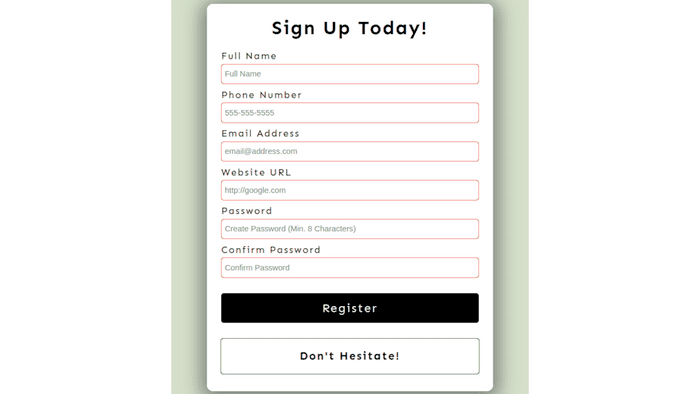 Sign Up Today!
Full Name
Full Name
Phone Number
555-555-5555
Email Address
email@address.com
Website URL
http://google.com
Password
Create Password (Min. 8 Characters)
Confirm Password
Confirm Password
Register
Don't Hesitate!